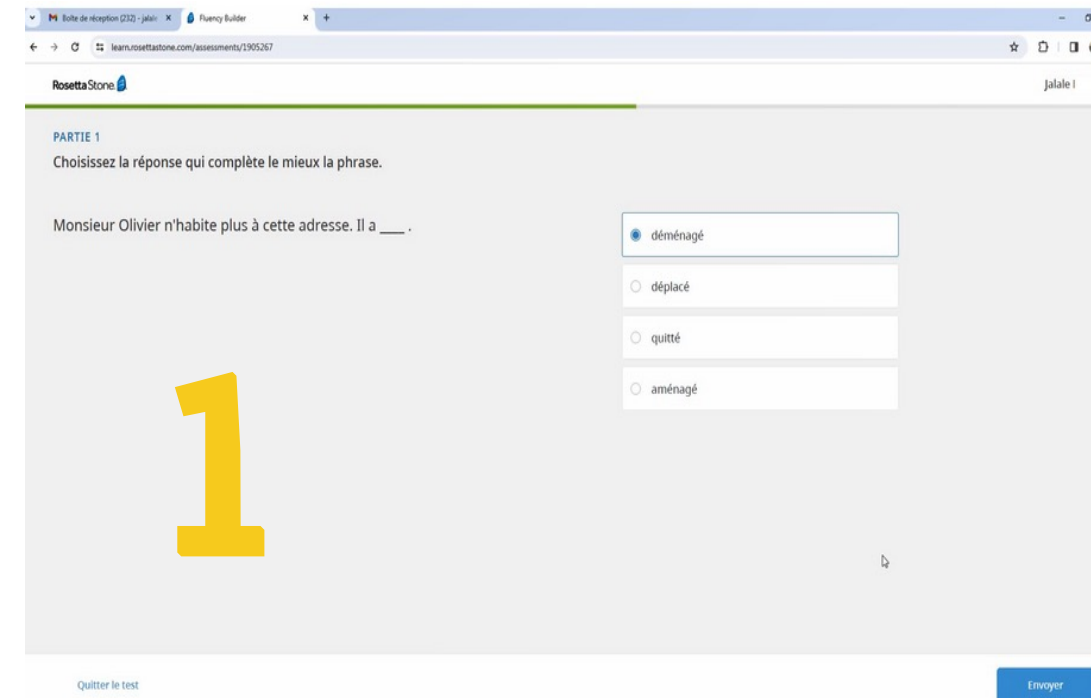 Boîte de réception (232) - jalale
Fluency Builder
learn.rosettastone.com/assessments/1905267
RosettaStone
Jalale I
PARTIE 1
Choisissez la réponse qui complète le mieux la phrase.
Monsieur Olivier n'habite plus à cette adresse. Il a ___ .
déménagé
déplacé
quitté
aménagé
1
Quitter le test
Envoyer